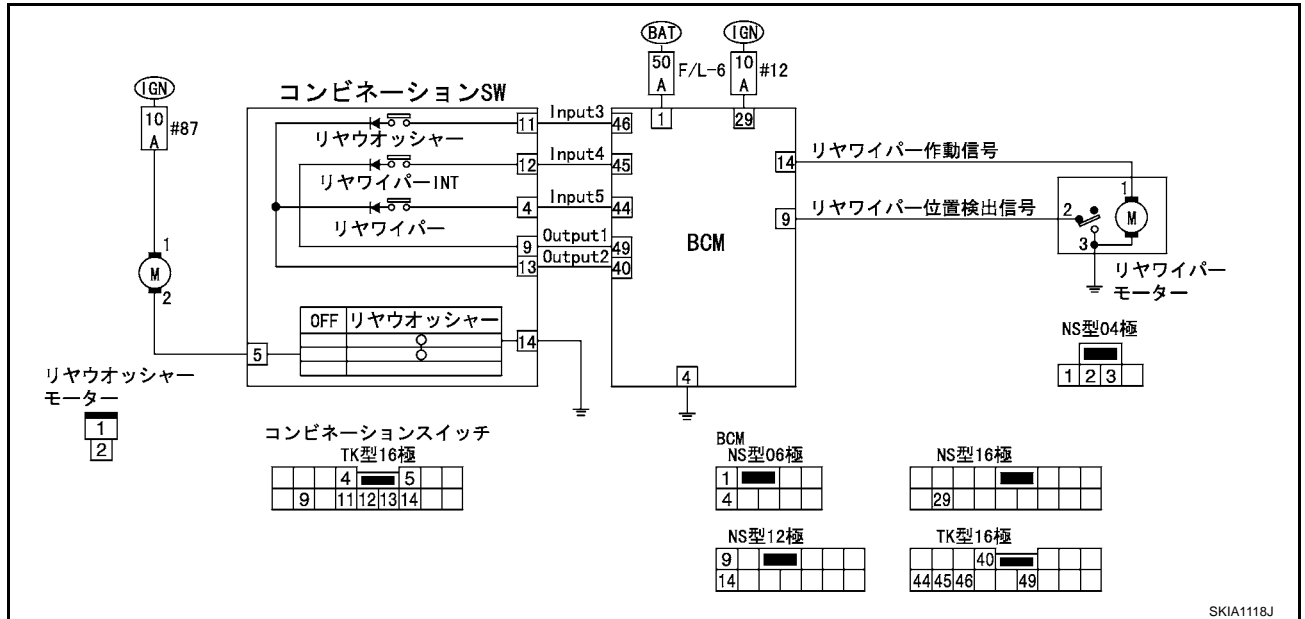 BAT
IGN
50
A
F/L-6
10
A
#12
IGN
10
A
#87
コンビネーションSW
1
29
リヤウオッシャー
11
Input3
46
リヤワイパーINT
12
Input4
45
リヤワイパー
4
Input5
44
9
Output1
49
13
Output2
40
BCM
14
リヤワイパー作動信号
9
リヤワイパー位置検出信号
1
2
M
3
リヤワイパー
モーター
1
M
2
OFF
リヤウオッシャー
5
14
4
リヤウオッシャー
モーター
1
2
コンビネーションスイッチ
TK型16極
4 5
9 11 12 13 14
BCM
NS型06極
1
4
NS型16極
29
NS型12極
9
14
TK型16極
40
44 45 46 49
NS型04極
1 2 3
SKIA1118J